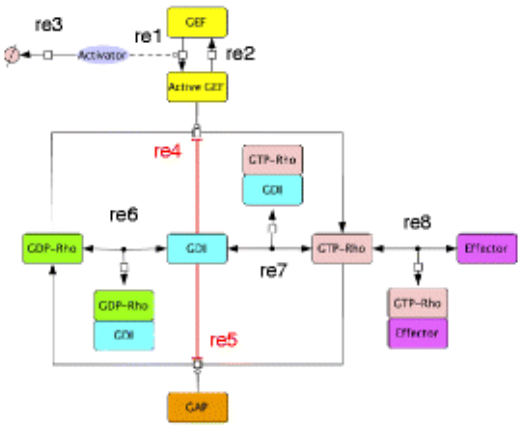 re3
re1
GEF
re2
Activator
Active GEF
re4
GTP-Rho
GDI
re6
re8
GDP-Rho
GDI
GTP-Rho
Effector
re7
GDP-Rho
GDI
GTP-Rho
Effector
re5
GAP